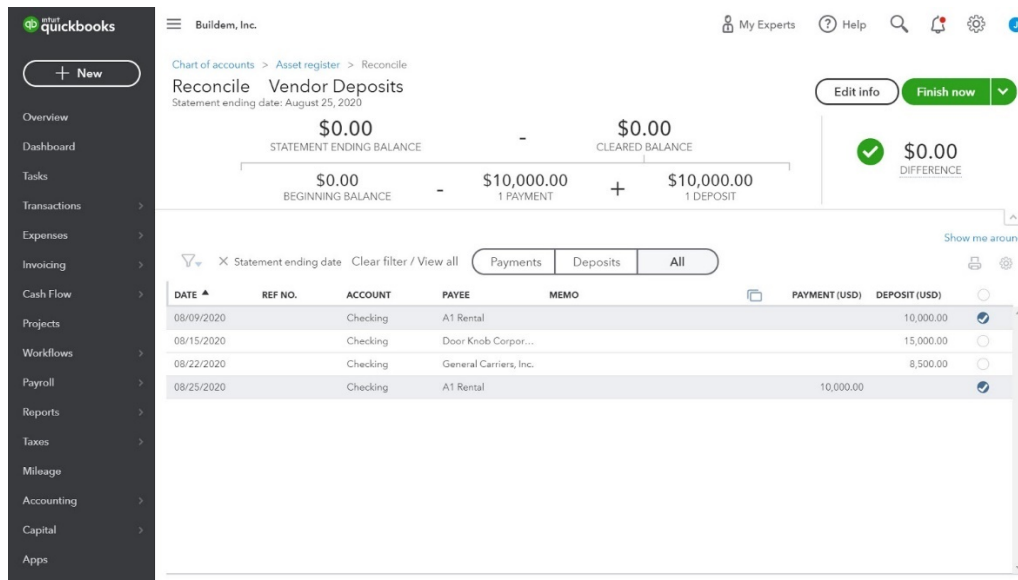 intuit
quickbooks
Buildem, Inc.
My Experts
Help
+ New
Overview
Dashboard
Tasks
Transactions
Expenses
Invoicing
Cash Flow
Projects
Workflows
Payroll
Reports
Taxes
Mileage
Accounting
Capital
Apps
Chart of accounts > Asset register > Reconcile
Reconcile Vendor Deposits
Statement ending date: August 25, 2020
Edit info
Finish now
$0.00 - $0.00
STATEMENT ENDING BALANCE CLEARED BALANCE
$0.00 - $10,000.00 + $10,000.00
BEGINNING BALANCE 1 PAYMENT 1 DEPOSIT
$0.00
DIFFERENCE
Show me aroun
Statement ending date Clear filter / View all Payments Deposits All
DATE REF NO. ACCOUNT PAYEE MEMO PAYMENT (USD) DEPOSIT (USD)
08/09/2020 Checking A1 Rental 10,000.00
08/15/2020 Checking Door Knob Corpor... 15,000.00
08/22/2020 Checking General Carriers, Inc. 8,500.00
08/25/2020 Checking A1 Rental 10,000.00